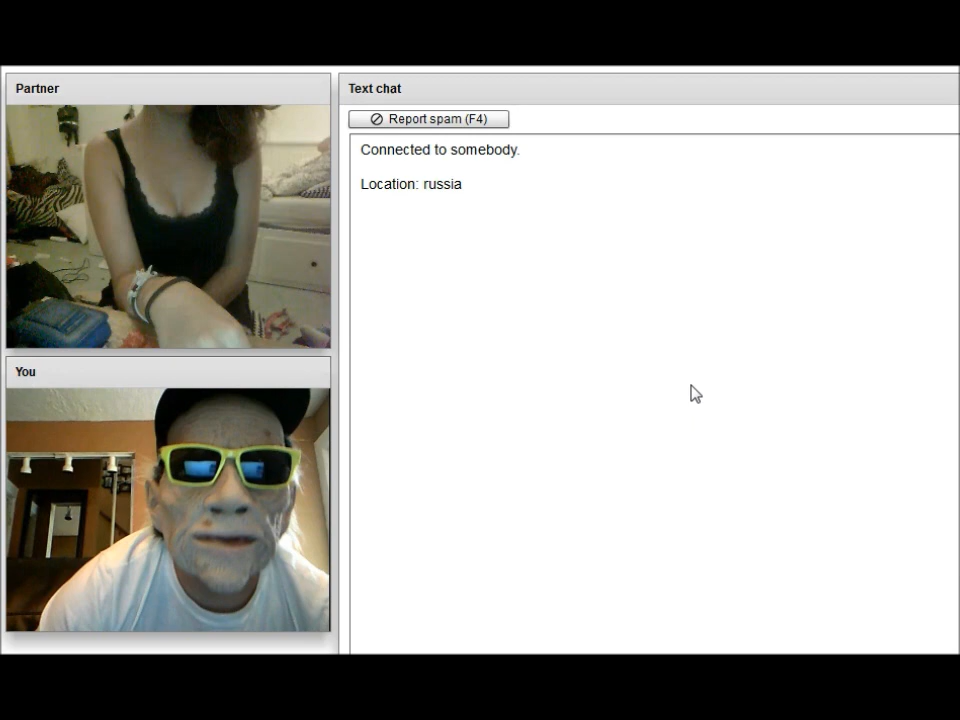 Partner
Text chat
Report spam (F4)
Connected to somebody.
Location: russia
You